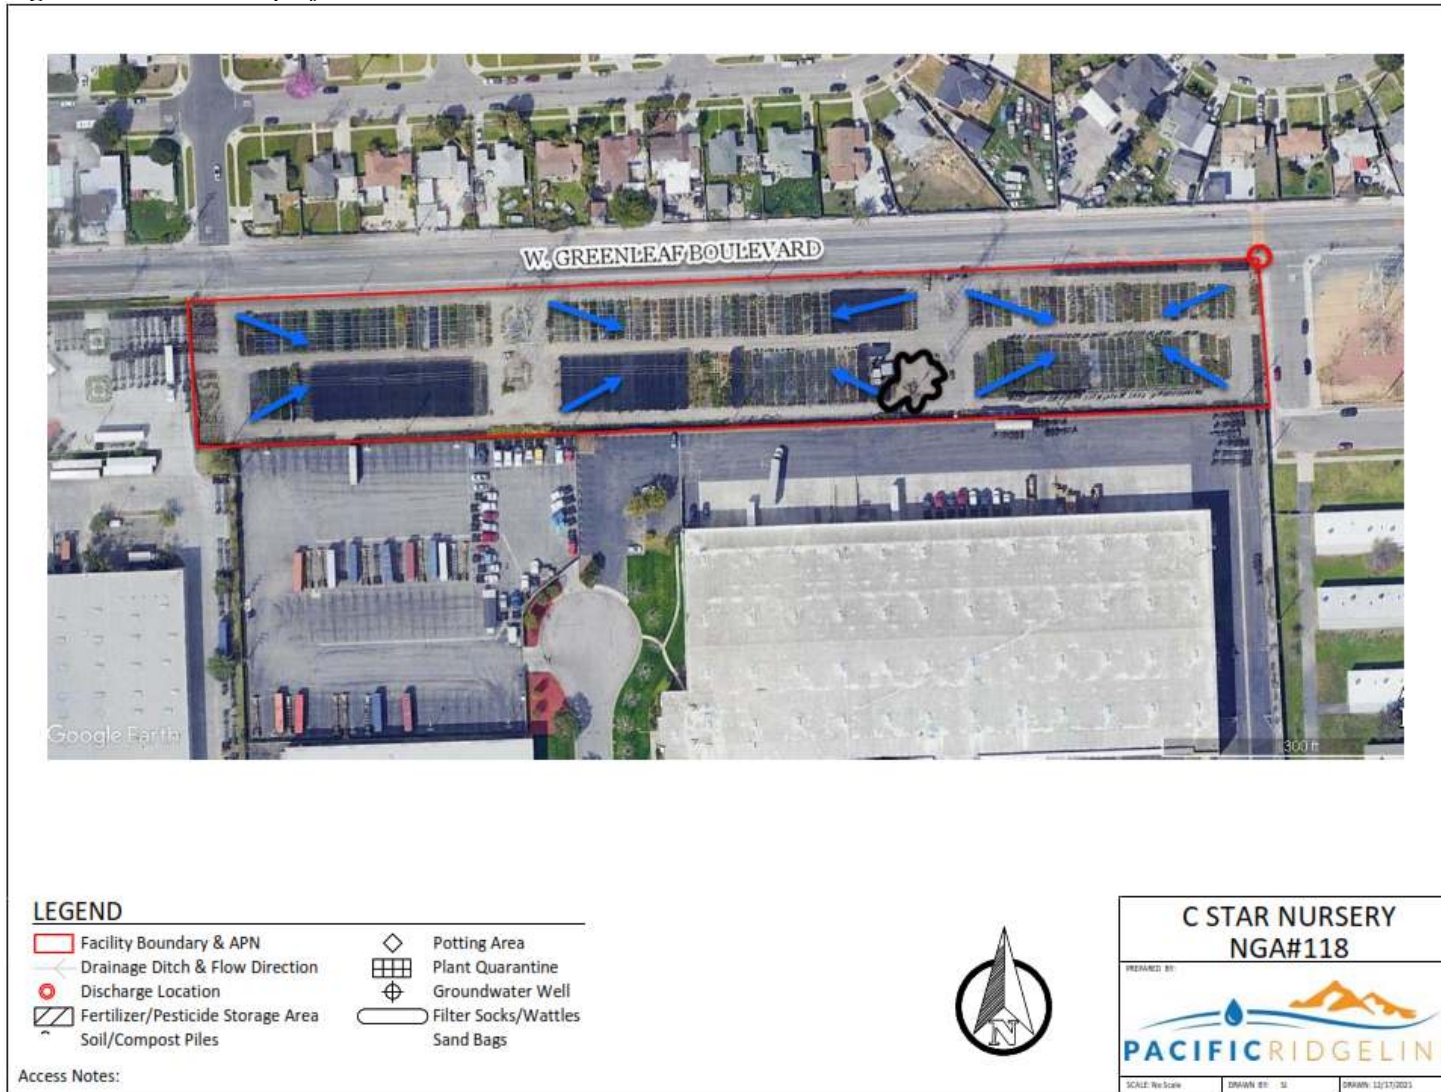 W. GREENLEAF BOULEVARD
Google Earth
300 ft
LEGEND
Facility Boundary & APN
Drainage Ditch & Flow Direction
Discharge Location
Fertilizer/Pesticide Storage Area
Soil/Compost Piles
Potting Area
Plant Quarantine
Groundwater Well
Filter Socks/Wattles
Sand Bags
Access Notes:
N
C STAR NURSERY
NGA#118
PREPARED BY:
PACIFICRIDGELIN
SCALE: No Scale
DRAWN BY: SI
DRAWN: 12/17/2021